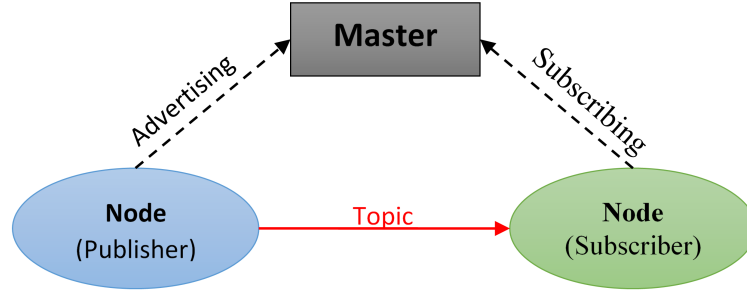 Master
Advertising
Subscribing
Node
(Publisher)
Topic
Node
(Subscriber)